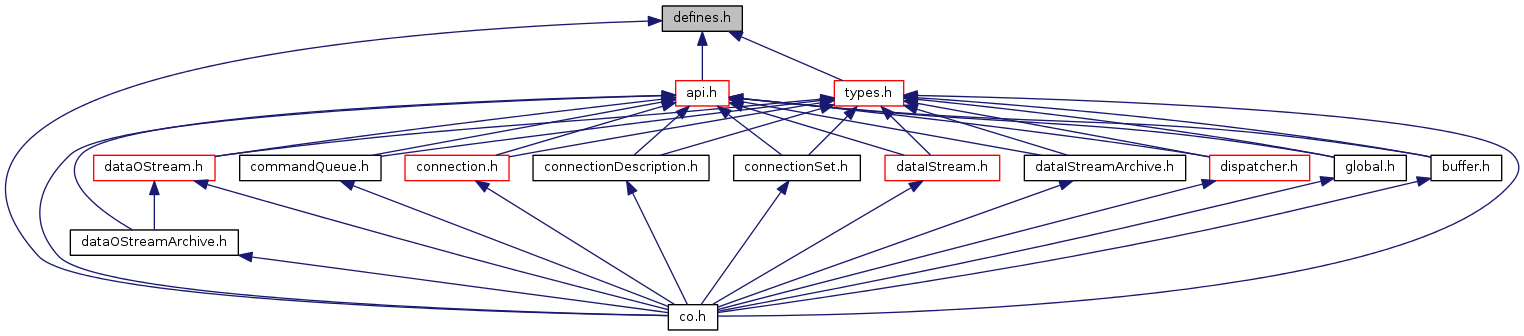 defines.h
api.h
types.h
dataOStream.h
commandQueue.h
connection.h
connectionDescription.h
connectionSet.h
dataIStream.h
dataIStreamArchive.h
dispatcher.h
global.h
buffer.h
dataOStreamArchive.h
co.h